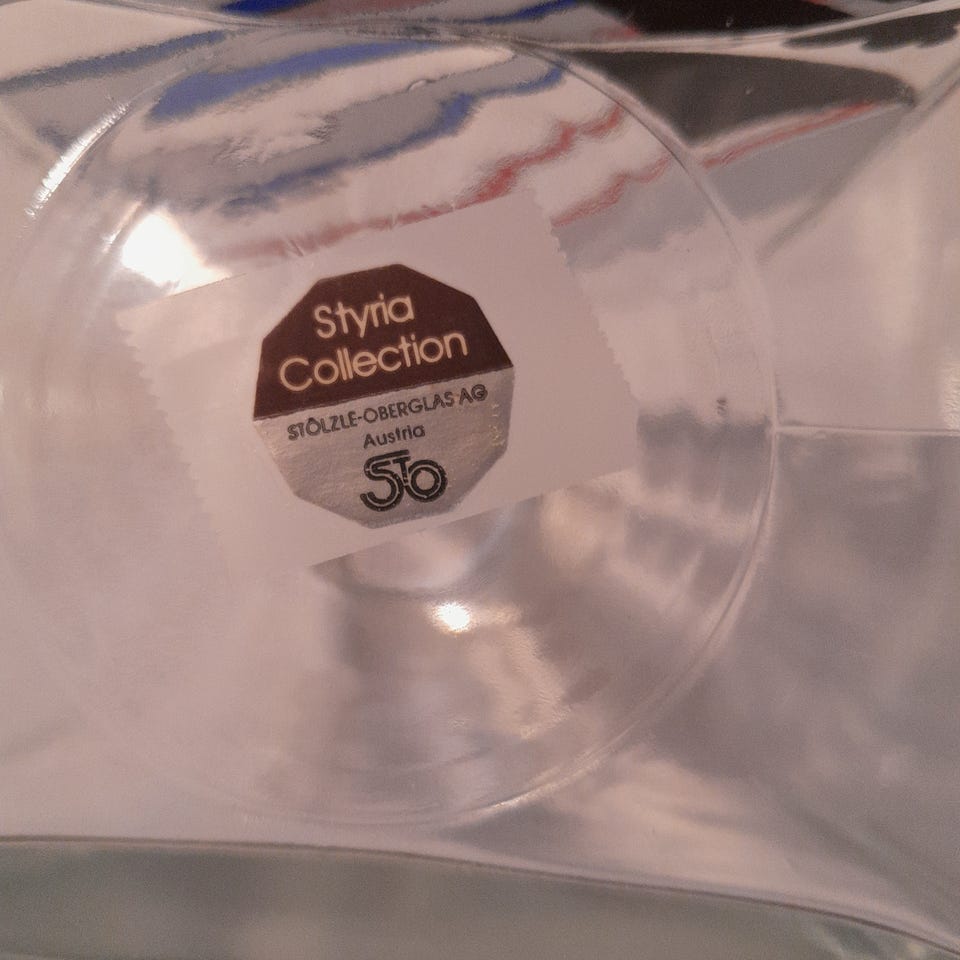 Styria
Collection
STÖLZLE-OBERGLAS AG
Austria
STO